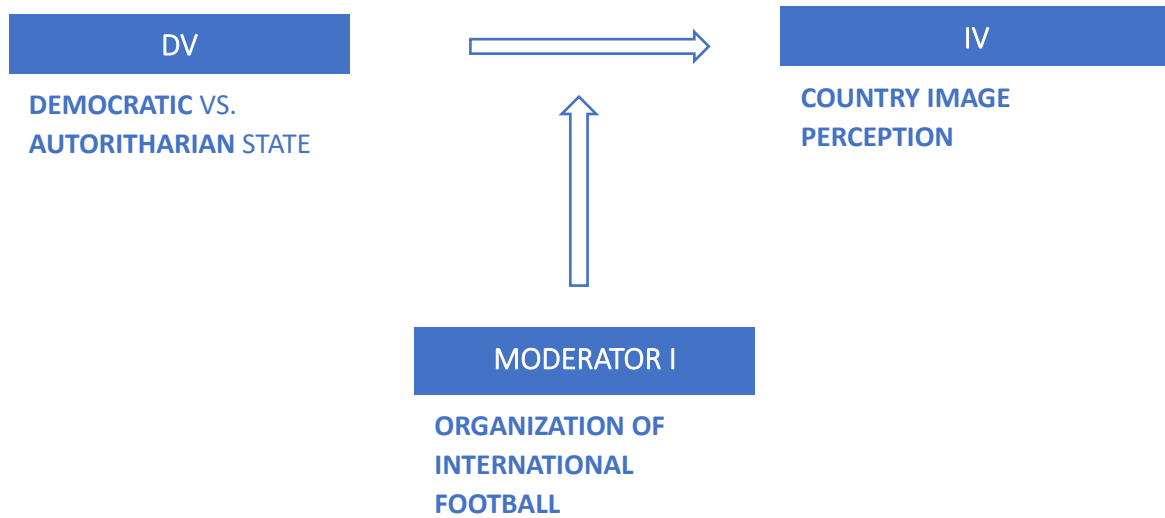 DV
IV
DEMOCRATIC VS.
AUTORITHARIAN STATE
COUNTRY IMAGE
PERCEPTION
MODERATOR I
ORGANIZATION OF
INTERNATIONAL
FOOTBALL